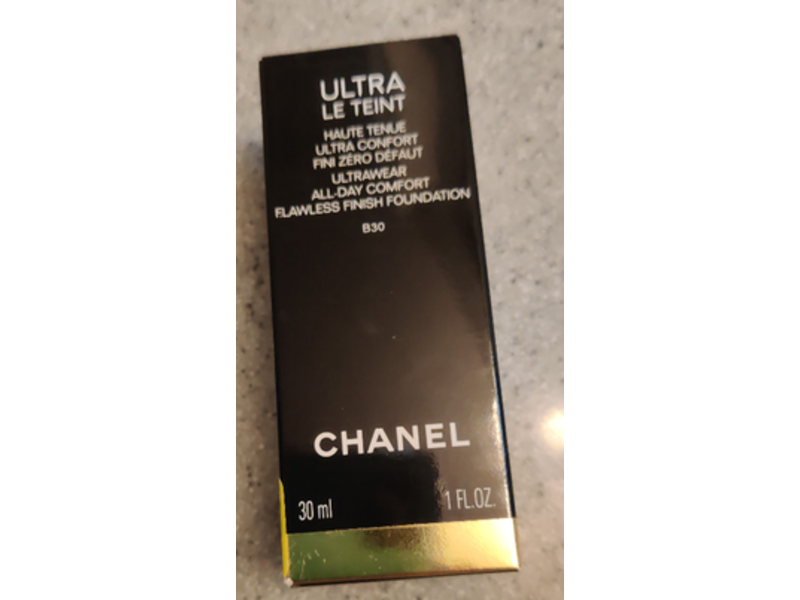 ULTRA
LE TEINT
HAUTE TENUE
ULTRA CONFORT
FINI ZÉRO DÉFAUT
ULTRAWEAR
ALL-DAY COMFORT
FLAWLESS FINISH FOUNDATION
B30
CHANEL
30 ml 1 FL.OZ.